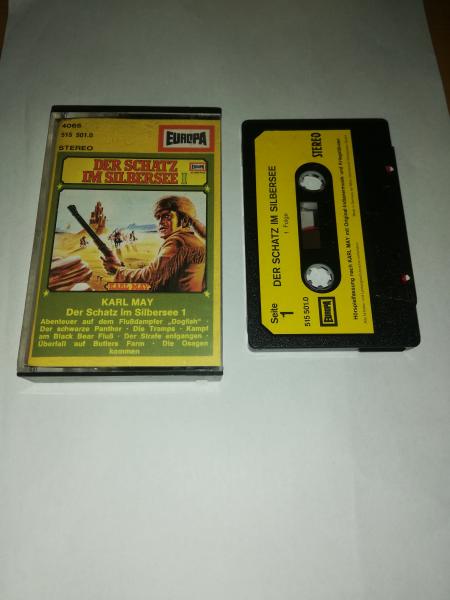 4066
515 501.0
STEREO
EUROPA
DER SCHATZ
IM SILBERSEE I
KARL MAY
KARL MAY
Der Schatz im Silbersee 1
Abenteuer auf dem Flußdampfer „Dogfish" ·
Der schwarze Panther · Die Tramps · Kampf
am Black Bear Fluß · Der Strafe entgangen ·
Überfall auf Butlers Farm · Die Osagen
kommen
Seite
1
DER SCHATZ IM SILBERSEE
1. Folge
STEREO
EUROPA
515 501.0
Hörspielfassung nach KARL MAY mit Original-Indianermusik und Kriegstänzen